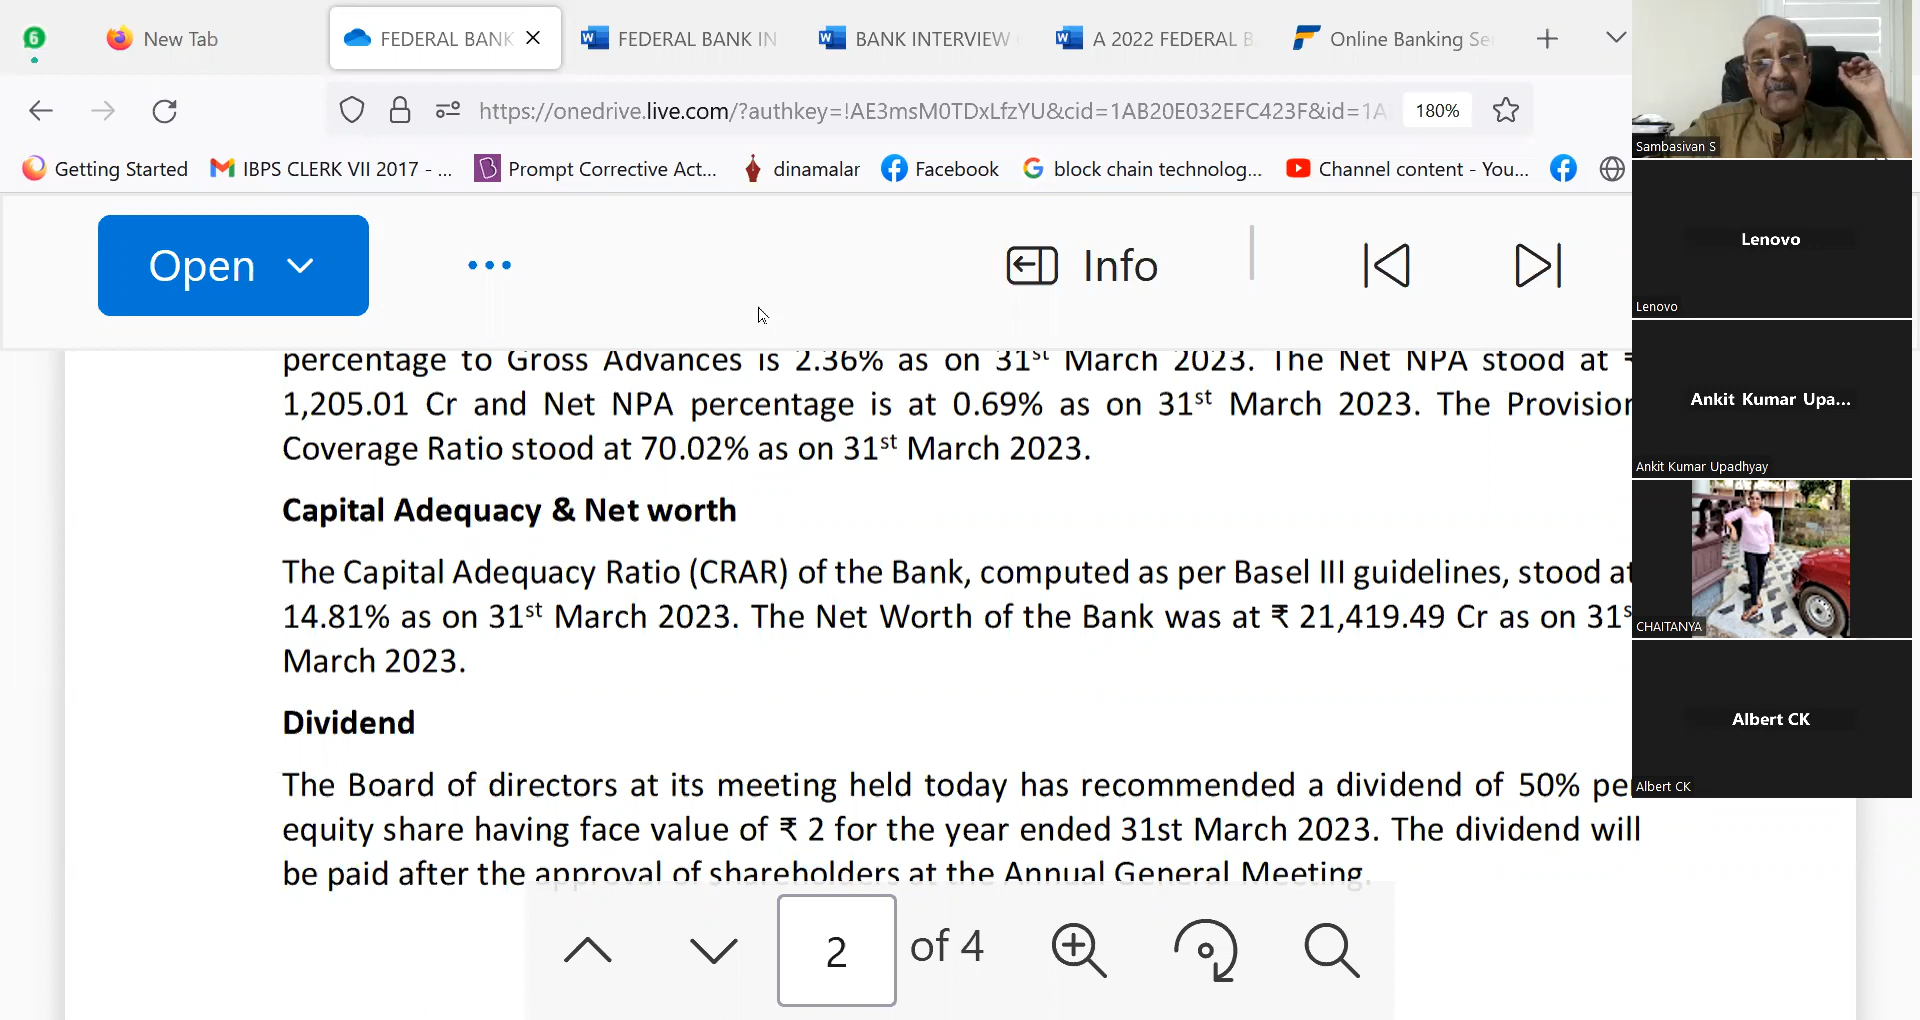 6
New Tab
FEDERAL BANK
FEDERAL BANK IN
BANK INTERVIEW
A 2022 FEDERAL B
Online Banking Se
https://onedrive.live.com/?authkey=!AE3msM0TDxLfzYU&cid=1AB20E032EFC423F&id=1A
180%
Getting Started
IBPS CLERK VII 2017 - ...
Prompt Corrective Act...
dinamalar
Facebook
block chain technolog...
Channel content - You...
Open
Info
percentage to Gross Advances is 2.36% as on 31st March 2023. The Net NPA stood at ₹
1,205.01 Cr and Net NPA percentage is at 0.69% as on 31st March 2023. The Provision
Coverage Ratio stood at 70.02% as on 31st March 2023.
Capital Adequacy & Net worth
The Capital Adequacy Ratio (CRAR) of the Bank, computed as per Basel III guidelines, stood at
14.81% as on 31st March 2023. The Net Worth of the Bank was at ₹ 21,419.49 Cr as on 31s
March 2023.
Dividend
The Board of directors at its meeting held today has recommended a dividend of 50% per
equity share having face value of ₹ 2 for the year ended 31st March 2023. The dividend will
be paid after the approval of shareholders at the Annual General Meeting.
2 of 4
Sambasivan S
Lenovo
Lenovo
Ankit Kumar Upa...
Ankit Kumar Upadhyay
CHAITANYA
Albert CK
Albert CK